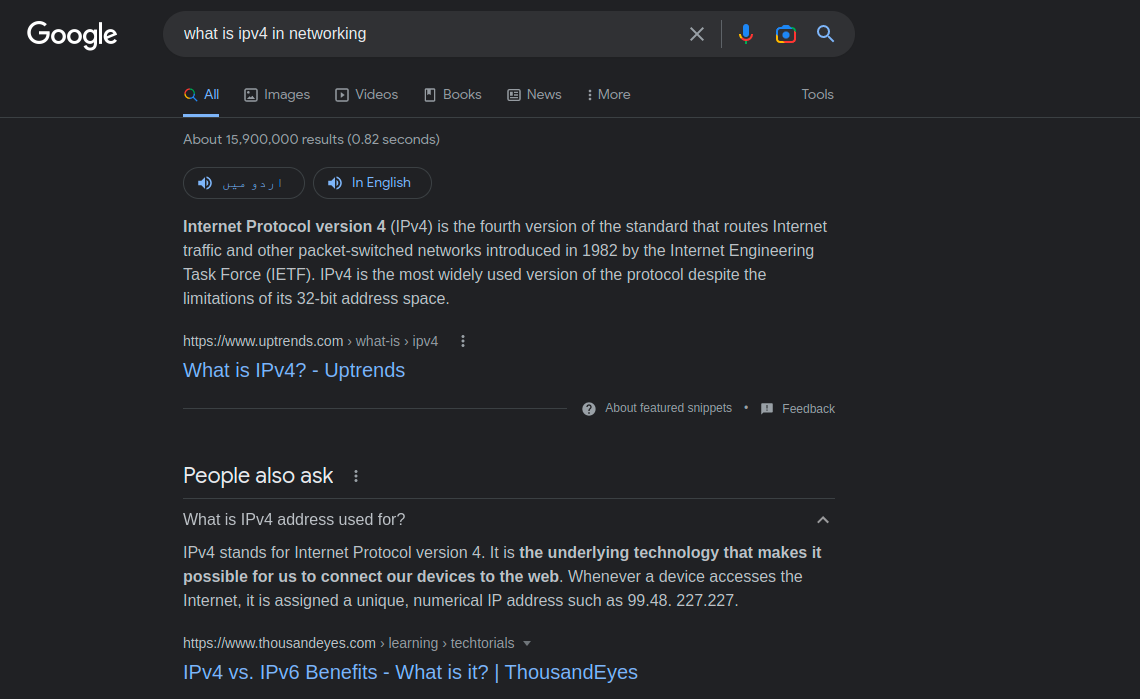 Google
what is ipv4 in networking
All Images Videos Books News More Tools
About 15,900,000 results (0.82 seconds)
اردو میں In English
Internet Protocol version 4 (IPv4) is the fourth version of the standard that routes Internet
traffic and other packet-switched networks introduced in 1982 by the Internet Engineering
Task Force (IETF). IPv4 is the most widely used version of the protocol despite the
limitations of its 32-bit address space.
https://www.uptrends.com › what-is › ipv4
What is IPv4? - Uptrends
About featured snippets • Feedback
People also ask
What is IPv4 address used for?
IPv4 stands for Internet Protocol version 4. It is the underlying technology that makes it
possible for us to connect our devices to the web. Whenever a device accesses the
Internet, it is assigned a unique, numerical IP address such as 99.48. 227.227.
https://www.thousandeyes.com › learning › techtorials
IPv4 vs. IPv6 Benefits - What is it? | ThousandEyes